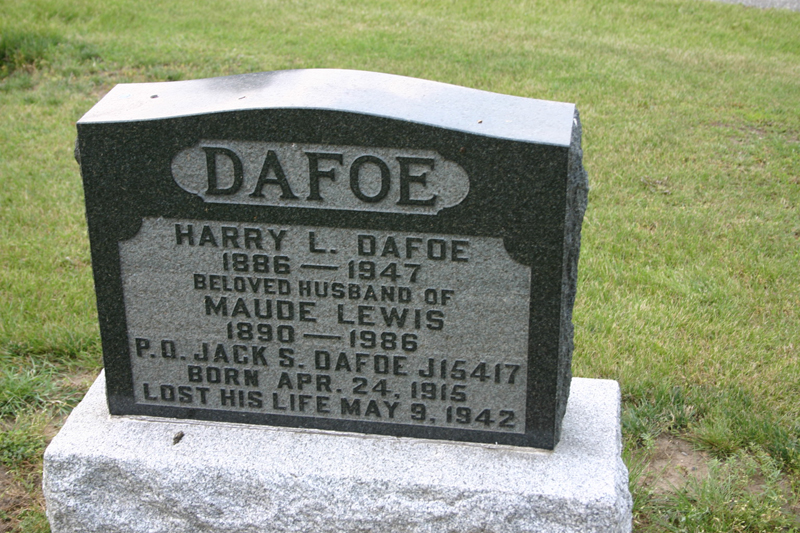 DAFOE
HARRY L. DAFOE
1886 — 1947
BELOVED HUSBAND OF
MAUDE LEWIS
1890 — 1986
P.O. JACK S. DAFOE J15417
BORN APR. 24, 1915
LOST HIS LIFE MAY 9, 1942